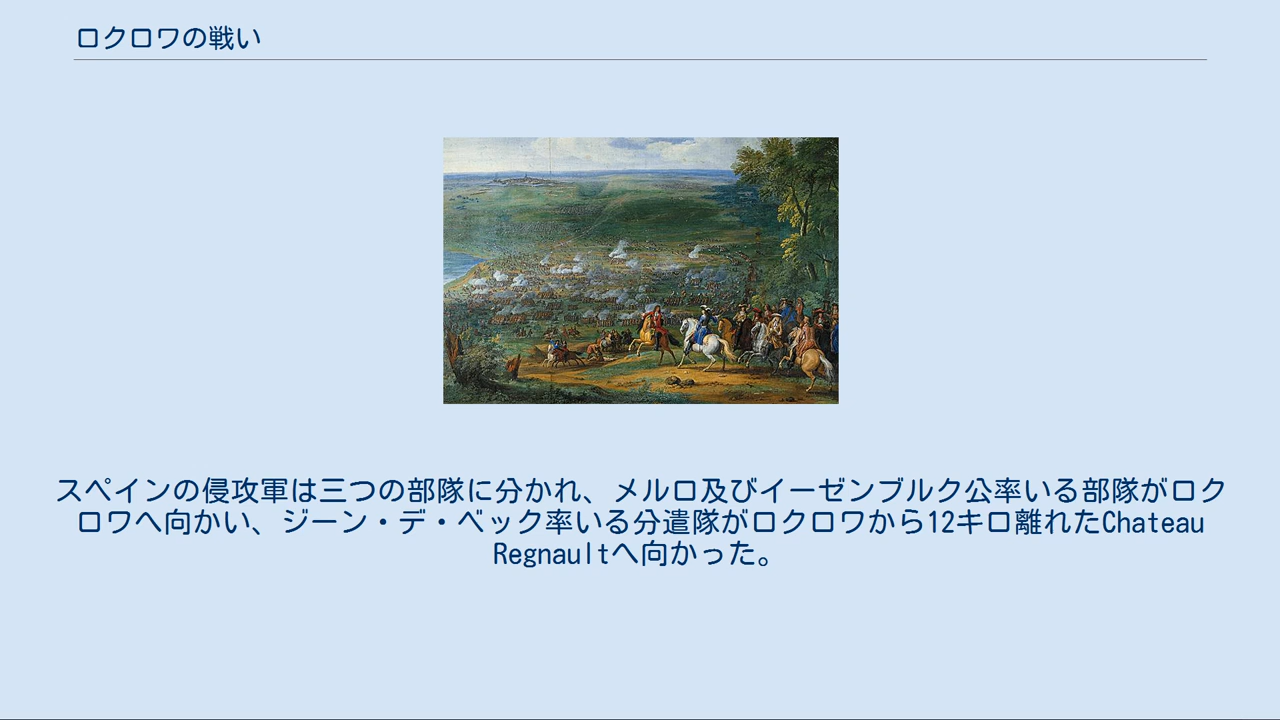 ロクロワの戦い
スペインの侵攻軍は三つの部隊に分かれ、メルロ及びイーゼンブルク公率いる部隊がロク
ロワへ向かい、ジーン・デ・ベック率いる分遣隊がロクロワから12キロ離れたChateau
Regnaultへ向かった。